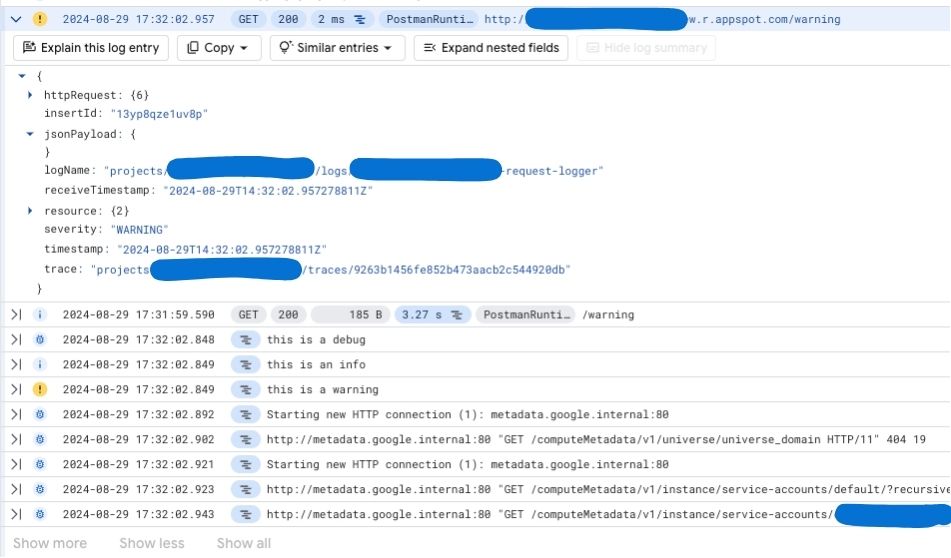 2024-08-29 17:32:02.957 GET 200 2 ms PostmanRunti… http:/ w.r.appspot.com/warning
Explain this log entry Copy Similar entries Expand nested fields Hide log summary
{
httpRequest: {6}
insertId: "13yp8qze1uv8p"
jsonPayload: {
}
logName: "projects/ /logs/ -request-logger"
receiveTimestamp: "2024-08-29T14:32:02.957278811Z"
resource: {2}
severity: "WARNING"
timestamp: "2024-08-29T14:32:02.957278811Z"
trace: "projects /traces/9263b1456fe852b473aacb2c544920db"
}
2024-08-29 17:31:59.590 GET 200 185 B 3.27 s PostmanRunti… /warning
2024-08-29 17:32:02.848 this is a debug
2024-08-29 17:32:02.849 this is an info
2024-08-29 17:32:02.849 this is a warning
2024-08-29 17:32:02.892 Starting new HTTP connection (1): metadata.google.internal:80
2024-08-29 17:32:02.902 http://metadata.google.internal:80 "GET /computeMetadata/v1/universe/universe_domain HTTP/11" 404 19
2024-08-29 17:32:02.921 Starting new HTTP connection (1): metadata.google.internal:80
2024-08-29 17:32:02.923 http://metadata.google.internal:80 "GET /computeMetadata/v1/instance/service-accounts/default/?recursive
2024-08-29 17:32:02.943 http://metadata.google.internal:80 "GET /computeMetadata/v1/instance/service-accounts/
Show more Show less Show all